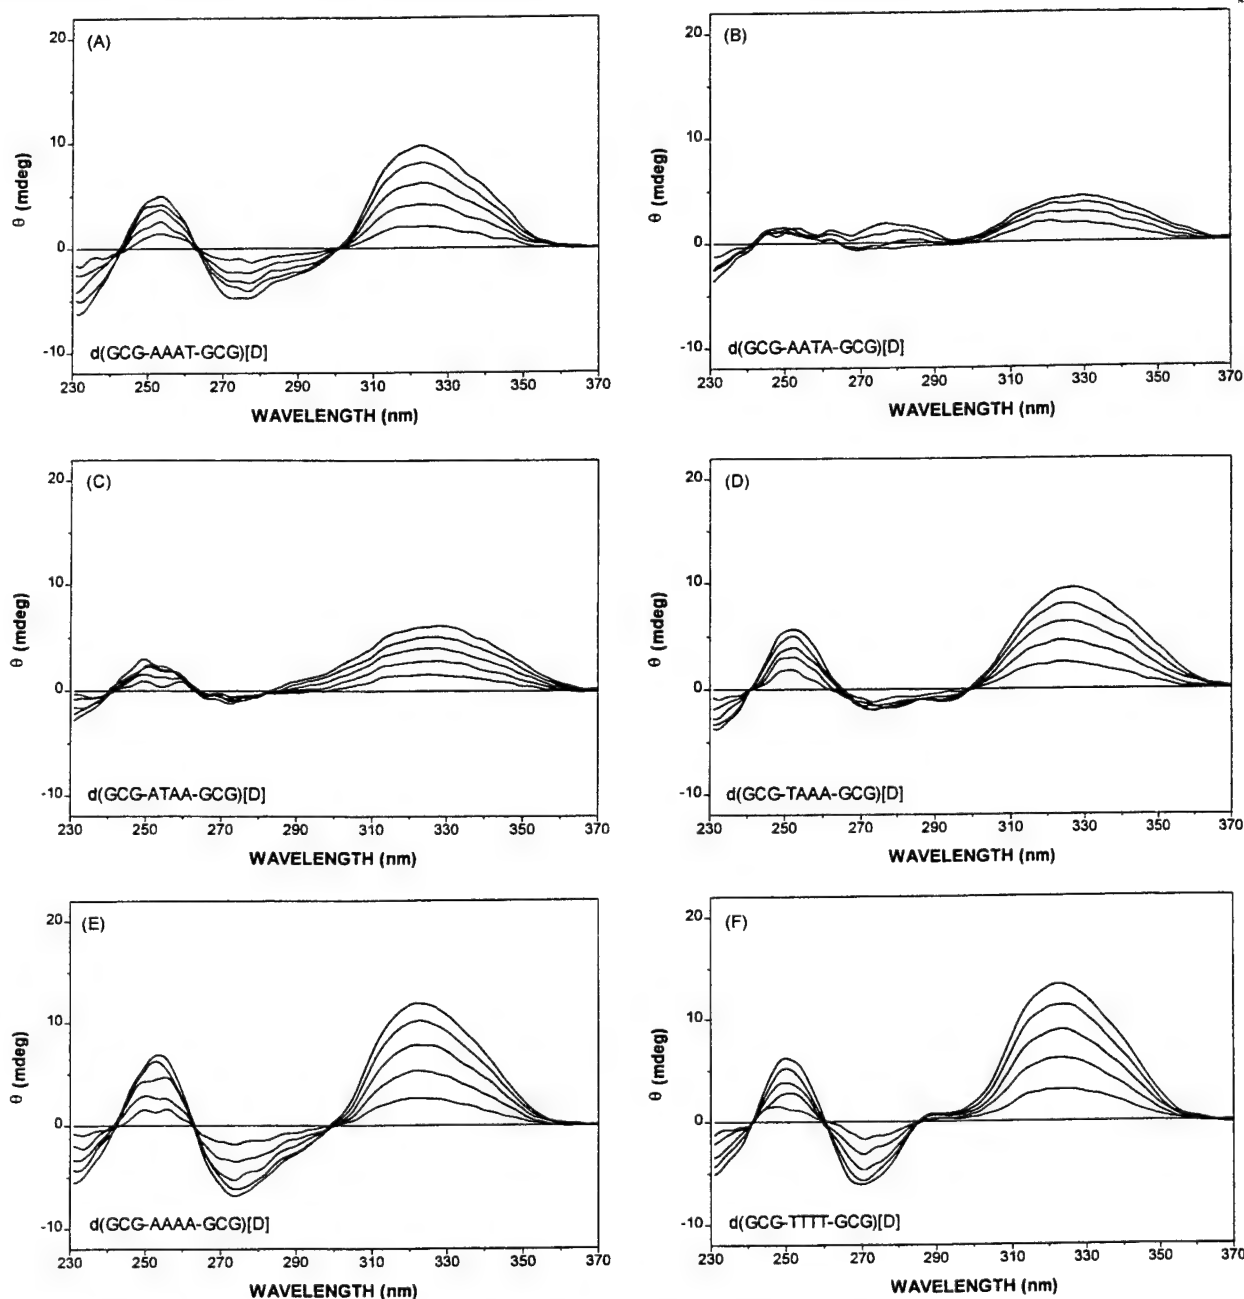 (A)
20
10
0
-10
θ (mdeg)
d(GCG-AAAT-GCG)[D]
230 250 270 290 310 330 350 370
WAVELENGTH (nm)
(B)
20
10
0
-10
θ (mdeg)
d(GCG-AATA-GCG)[D]
230 250 270 290 310 330 350 370
WAVELENGTH (nm)
(C)
20
10
0
-10
θ (mdeg)
d(GCG-ATAA-GCG)[D]
230 250 270 290 310 330 350 370
WAVELENGTH (nm)
(D)
20
10
0
-10
θ (mdeg)
d(GCG-TAAA-GCG)[D]
230 250 270 290 310 330 350 370
WAVELENGTH (nm)
(E)
20
10
0
-10
θ (mdeg)
d(GCG-AAAA-GCG)[D]
230 250 270 290 310 330 350 370
WAVELENGTH (nm)
(F)
20
10
0
-10
θ (mdeg)
d(GCG-TTTT-GCG)[D]
230 250 270 290 310 330 350 370
WAVELENGTH (nm)